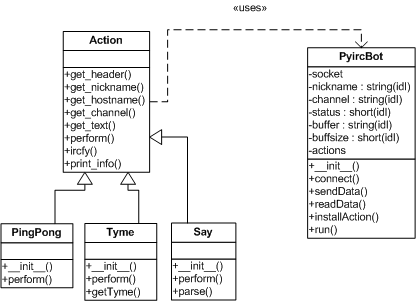 «uses»
Action
+get_header()
+get_nickname()
+get_hostname()
+get_channel()
+get_text()
+perform()
+ircfy()
+print_info()
PyircBot
-socket
-nickname : string(idl)
-channel : string(idl)
-status : short(idl)
-buffer : string(idl)
-buffsize : short(idl)
-actions
+__init__()
+connect()
+sendData()
+readData()
+installAction()
+run()
PingPong
+__init__()
+perform()
Tyme
+__init__()
+perform()
+getTyme()
Say
+__init__()
+perform()
+parse()